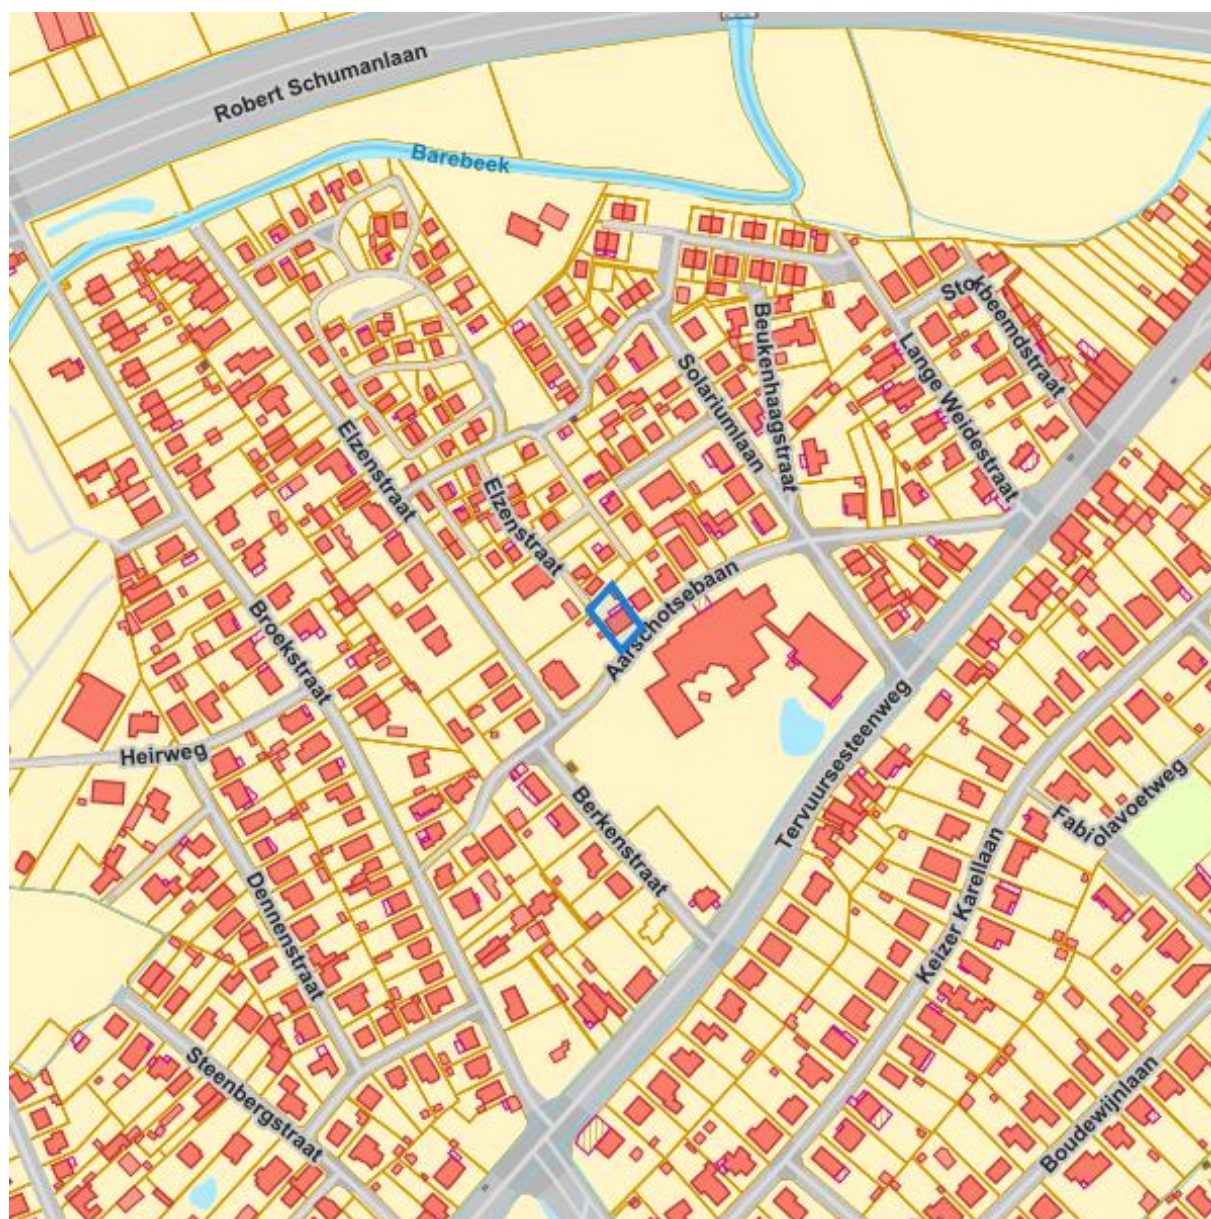 Robert Schumanlaan
Barebeek
Storbeemdstraat
Beukenhaagstraat
Lange Weidestraat
Solariumlaan
Elzenstraat
Elzenstraat
Aarschotsebaan
Broekstraat
Heirweg
Tervuursesteenweg
Fabiolavoetweg
Berkenstraat
Keizer Karellaan
Dennenstraat
Steenbergstraat
Boudewijnlaan